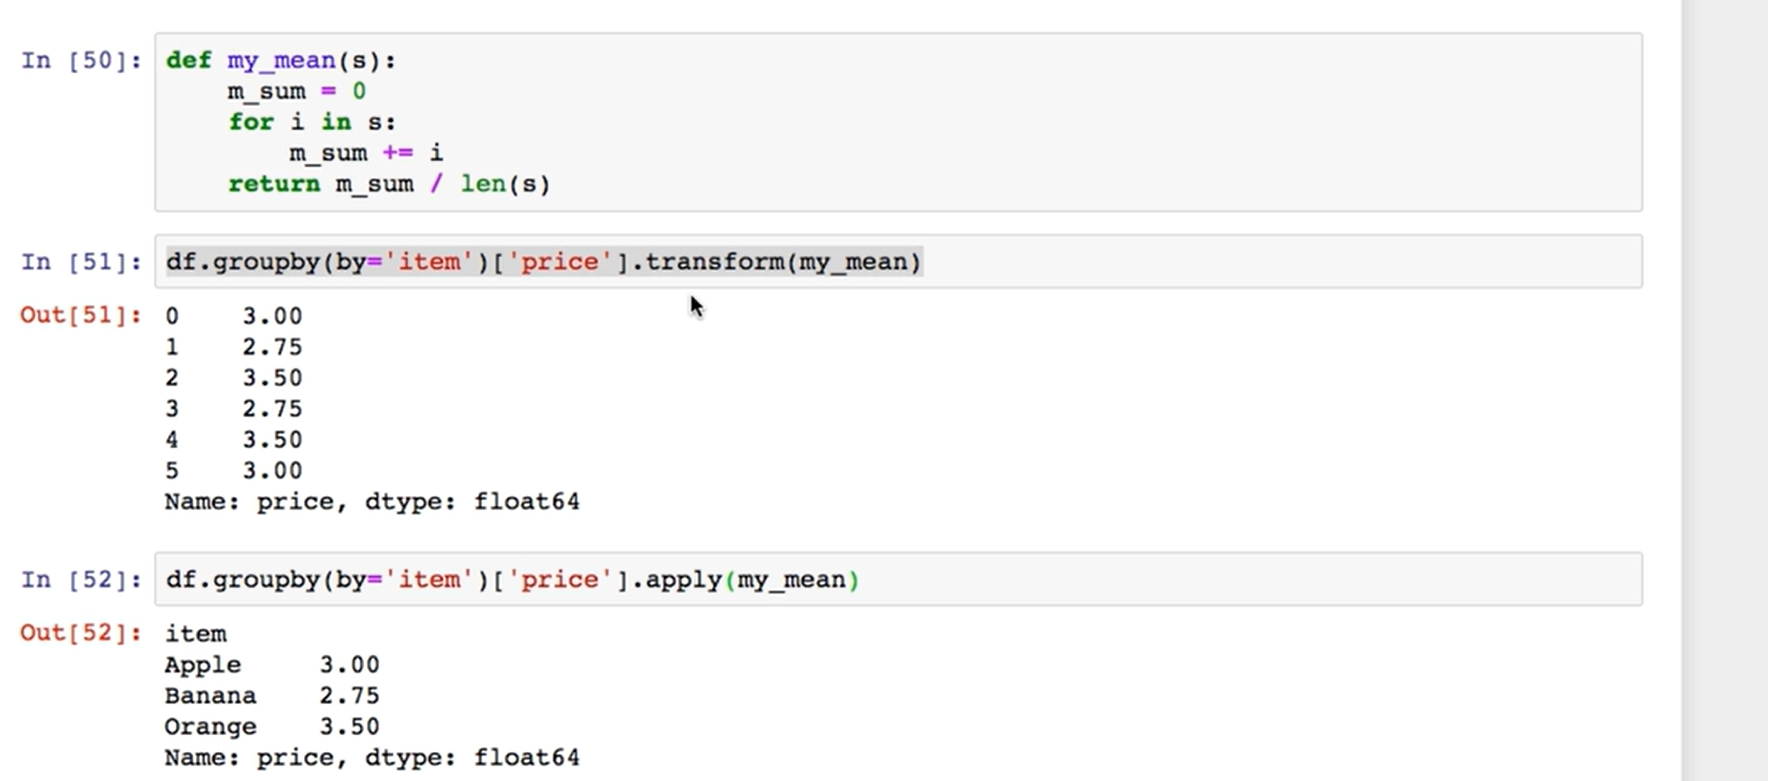 In [50]: def my_mean(s):
    m_sum = 0
    for i in s:
        m_sum += i
    return m_sum / len(s)
In [51]: df.groupby(by='item')['price'].transform(my_mean)
Out[51]: 0    3.00
1    2.75
2    3.50
3    2.75
4    3.50
5    3.00
Name: price, dtype: float64
In [52]: df.groupby(by='item')['price'].apply(my_mean)
Out[52]: item
Apple     3.00
Banana    2.75
Orange    3.50
Name: price, dtype: float64